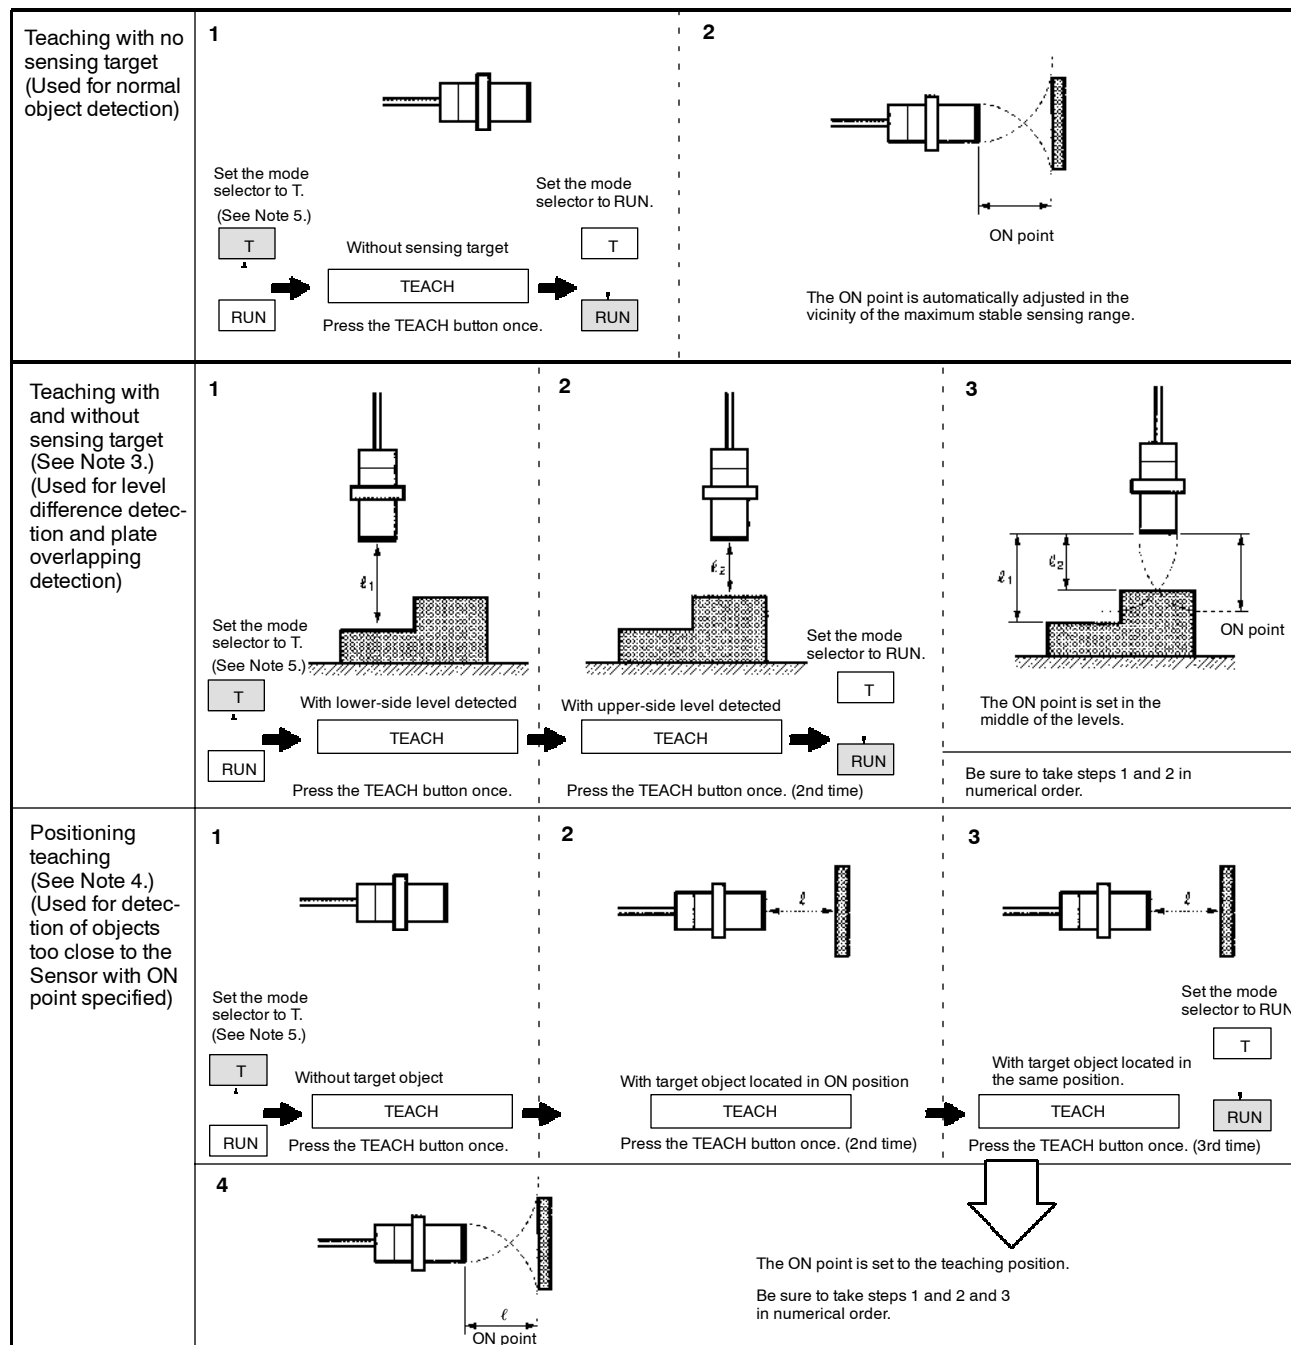 Teaching with no
sensing target
(Used for normal
object detection)
1
Set the mode
selector to T.
(See Note 5.)
T
RUN
Without sensing target
TEACH
Press the TEACH button once.
Set the mode
selector to RUN.
T
RUN
2
ON point
The ON point is automatically adjusted in the
vicinity of the maximum stable sensing range.
Teaching with
and without
sensing target
(See Note 3.)
(Used for level
difference detec-
tion and plate
overlapping
detection)
1
ℓ1
Set the mode
selector to T.
(See Note 5.)
T
RUN
With lower-side level detected
TEACH
Press the TEACH button once.
2
ℓ2
With upper-side level detected
TEACH
Press the TEACH button once. (2nd time)
Set the mode
selector to RUN.
T
RUN
3
ℓ1
ℓ2
ON point
The ON point is set in the
middle of the levels.
Be sure to take steps 1 and 2 in
numerical order.
Positioning
teaching
(See Note 4.)
(Used for detec-
tion of objects
too close to the
Sensor with ON
point specified)
1
Set the mode
selector to T.
(See Note 5.)
T
RUN
Without target object
TEACH
Press the TEACH button once.
2
ℓ
With target object located in ON position
TEACH
Press the TEACH button once. (2nd time)
3
ℓ
With target object located in
the same position.
TEACH
Press the TEACH button once. (3rd time)
Set the mode
selector to RUN
T
RUN
4
ℓ
ON point
The ON point is set to the teaching position.
Be sure to take steps 1 and 2 and 3
in numerical order.